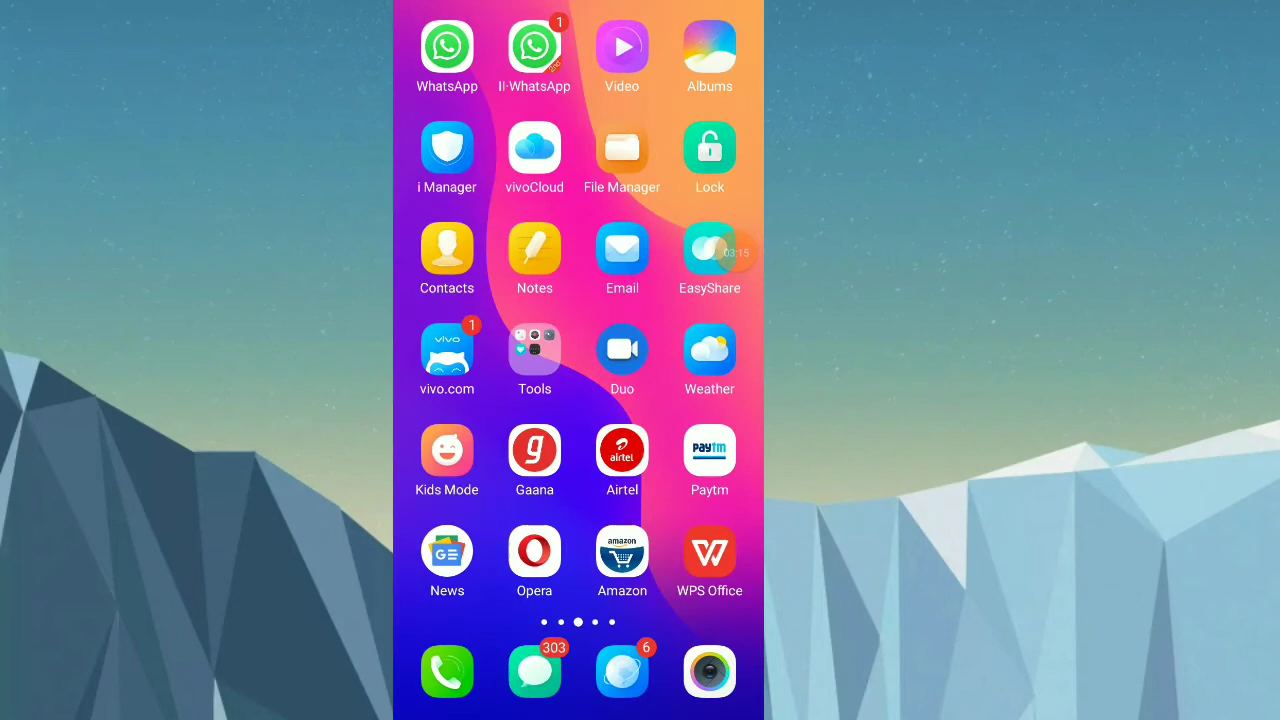 1
WhatsApp II-WhatsApp Video Albums
i Manager vivoCloud File Manager Lock
03:15
Contacts Notes Email EasyShare
1
vivo
vivo.com Tools Duo Weather
g airtel paytm
Kids Mode Gaana Airtel Paytm
GE amazon
News Opera Amazon WPS Office
303 6